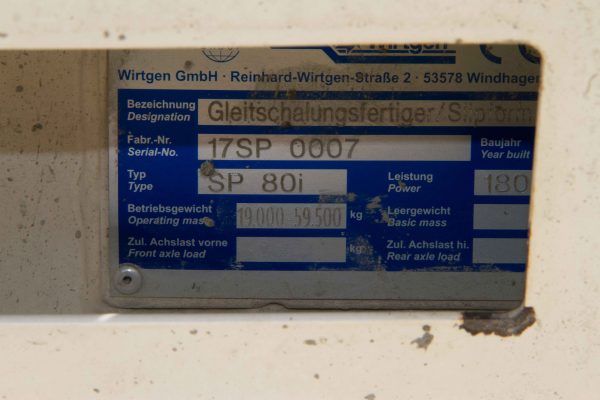 Wirtgen
Wirtgen GmbH · Reinhard-Wirtgen-Straße 2 · 53578 Windhagen
Bezeichnung Gleitschalungsfertiger/Slipform
Designation
Fabr.-Nr. 17SP 0007 Baujahr
Serial-No. Year built
Typ SP 80i Leistung 180
Type Power
Betriebsgewicht 19.000 - 59.500 kg Leergewicht
Operating mass Basic mass
Zul. Achslast vorne kg Zul. Achslast hi.
Front axle load Rear axle load